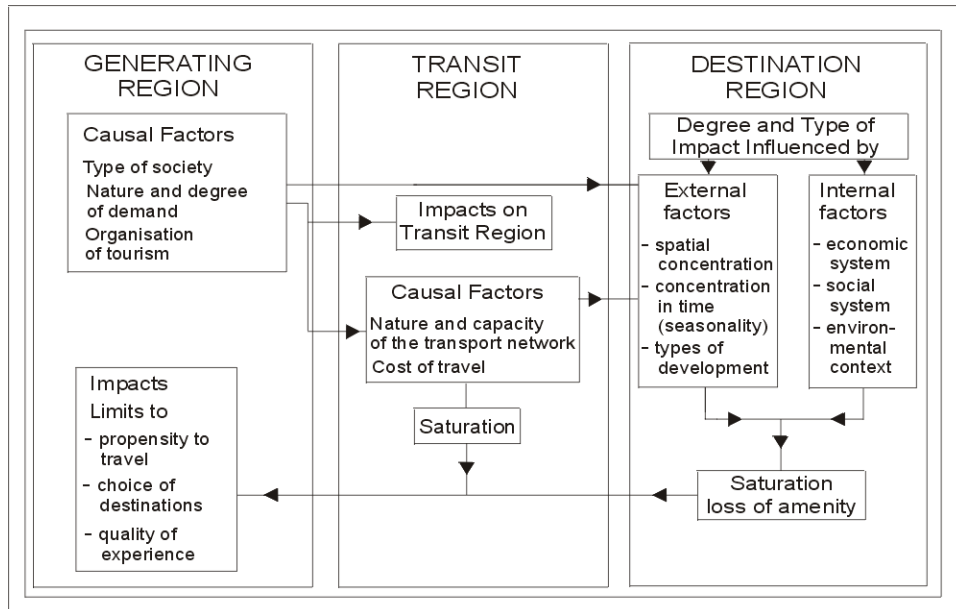 GENERATING
REGION
Causal Factors
Type of society
Nature and degree
of demand
Organisation
of tourism
Impacts
Limits to
- propensity to
travel
- choice of
destinations
- quality of
experience
TRANSIT
REGION
Impacts on
Transit Region
Causal Factors
Nature and capacity
of the transport network
Cost of travel
Saturation
DESTINATION
REGION
Degree and Type of
Impact Influenced by
External
factors
- spatial
concentration
- concentration
in time
(seasonality)
- types of
development
Internal
factors
- economic
system
- social
system
- environ-
mental
context
Saturation
loss of amenity